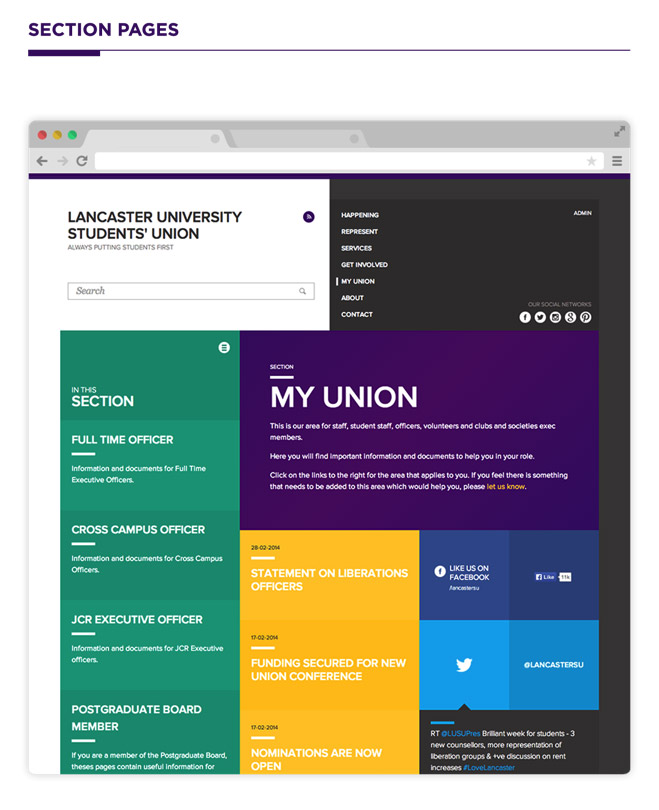 SECTION PAGES
LANCASTER UNIVERSITY
STUDENTS' UNION
ALWAYS PUTTING STUDENTS FIRST
Search
HAPPENING
REPRESENT
SERVICES
GET INVOLVED
MY UNION
ABOUT
CONTACT
ADMIN
OUR SOCIAL NETWORKS
IN THIS
SECTION
FULL TIME OFFICER
Information and documents for Full Time
Executive Officers.
CROSS CAMPUS OFFICER
Information and documents for Cross Campus
Officers.
JCR EXECUTIVE OFFICER
Information and documents for JCR Executive
officers.
POSTGRADUATE BOARD
MEMBER
If you are a member of the Postgraduate Board,
theses pages contain useful information for
SECTION
MY UNION
This is our area for staff, student staff, officers, volunteers and clubs and societies exec
members.
Here you will find important information and documents to help you in your role.
Click on the links to the right for the area that applies to you. If you feel there is something
that needs to be added to this area which would help you, please let us know.
28-02-2014
STATEMENT ON LIBERATIONS
OFFICERS
17-02-2014
FUNDING SECURED FOR NEW
UNION CONFERENCE
17-02-2014
NOMINATIONS ARE NOW
OPEN
LIKE US ON
FACEBOOK
/lancastersu
Like 11k
@LANCASTERSU
RT @LUSUPres Brilliant week for students - 3
new counsellors, more representation of
liberation groups & +ve discussion on rent
increases #LoveLancaster